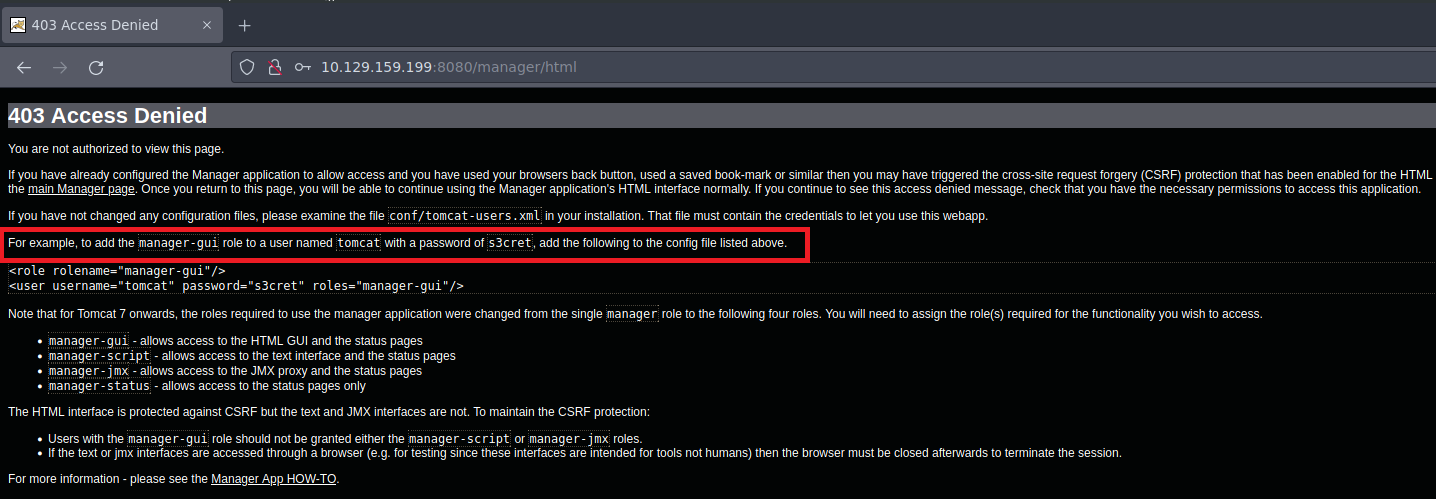 403 Access Denied
10.129.159.199:8080/manager/html
403 Access Denied
You are not authorized to view this page.
If you have already configured the Manager application to allow access and you have used your browsers back button, used a saved book-mark or similar then you may have triggered the cross-site request forgery (CSRF) protection that has been enabled for the HTML
the main Manager page. Once you return to this page, you will be able to continue using the Manager application's HTML interface normally. If you continue to see this access denied message, check that you have the necessary permissions to access this application.
If you have not changed any configuration files, please examine the file conf/tomcat-users.xml in your installation. That file must contain the credentials to let you use this webapp.
For example, to add the manager-gui role to a user named tomcat with a password of s3cret, add the following to the config file listed above.
<role rolename="manager-gui"/>
<user username="tomcat" password="s3cret" roles="manager-gui"/>
Note that for Tomcat 7 onwards, the roles required to use the manager application were changed from the single manager role to the following four roles. You will need to assign the role(s) required for the functionality you wish to access.
• manager-gui - allows access to the HTML GUI and the status pages
• manager-script - allows access to the text interface and the status pages
• manager-jmx - allows access to the JMX proxy and the status pages
• manager-status - allows access to the status pages only
The HTML interface is protected against CSRF but the text and JMX interfaces are not. To maintain the CSRF protection:
• Users with the manager-gui role should not be granted either the manager-script or manager-jmx roles.
• If the text or jmx interfaces are accessed through a browser (e.g. for testing since these interfaces are intended for tools not humans) then the browser must be closed afterwards to terminate the session.
For more information - please see the Manager App HOW-TO.